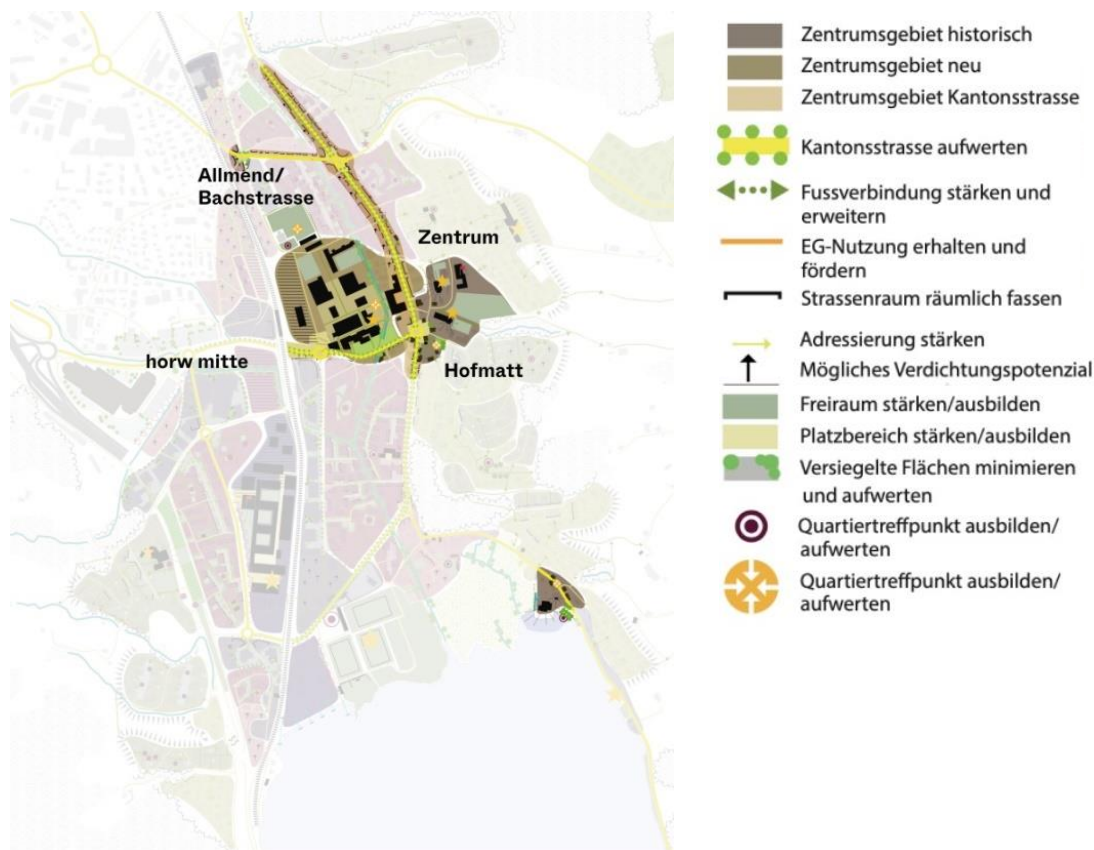 Allmend/
Bachstrasse
Zentrum
horw mitte
Hofmatt
Zentrumsgebiet historisch
Zentrumsgebiet neu
Zentrumsgebiet Kantonsstrasse
Kantonsstrasse aufwerten
Fussverbindung stärken und
erweitern
EG-Nutzung erhalten und
fördern
Strassenraum räumlich fassen
Adressierung stärken
Mögliches Verdichtungspotenzial
Freiraum stärken/ausbilden
Platzbereich stärken/ausbilden
Versiegelte Flächen minimieren
und aufwerten
Quartiertreffpunkt ausbilden/
aufwerten
Quartiertreffpunkt ausbilden/
aufwerten